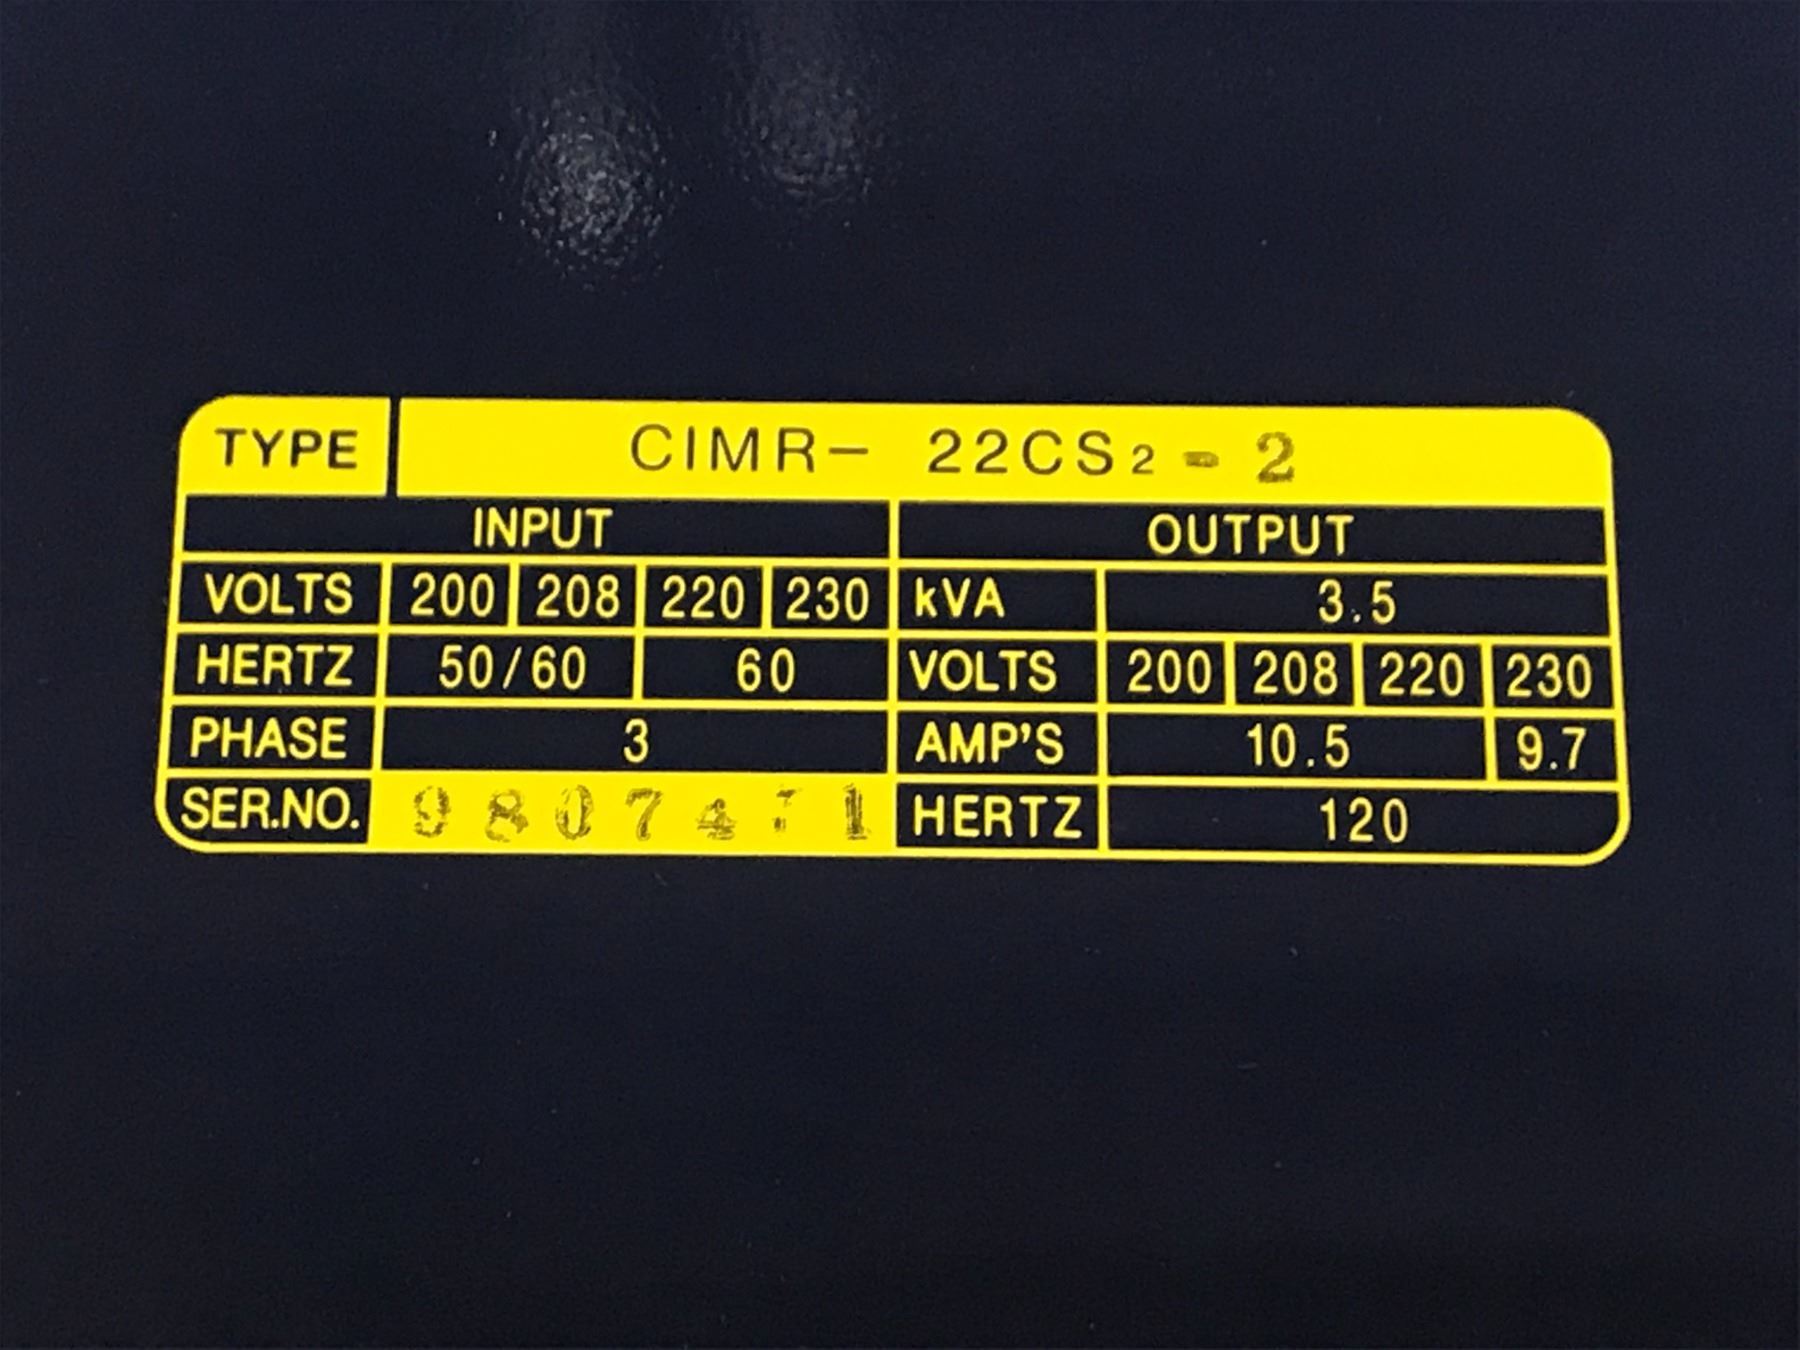 TYPE CIMR- 22CS2-2
INPUT OUTPUT
VOLTS 200 208 220 230 kVA 3.5
HERTZ 50/60 60 VOLTS 200 208 220 230
PHASE 3 AMP'S 10.5 9.7
SER.NO. HERTZ 120